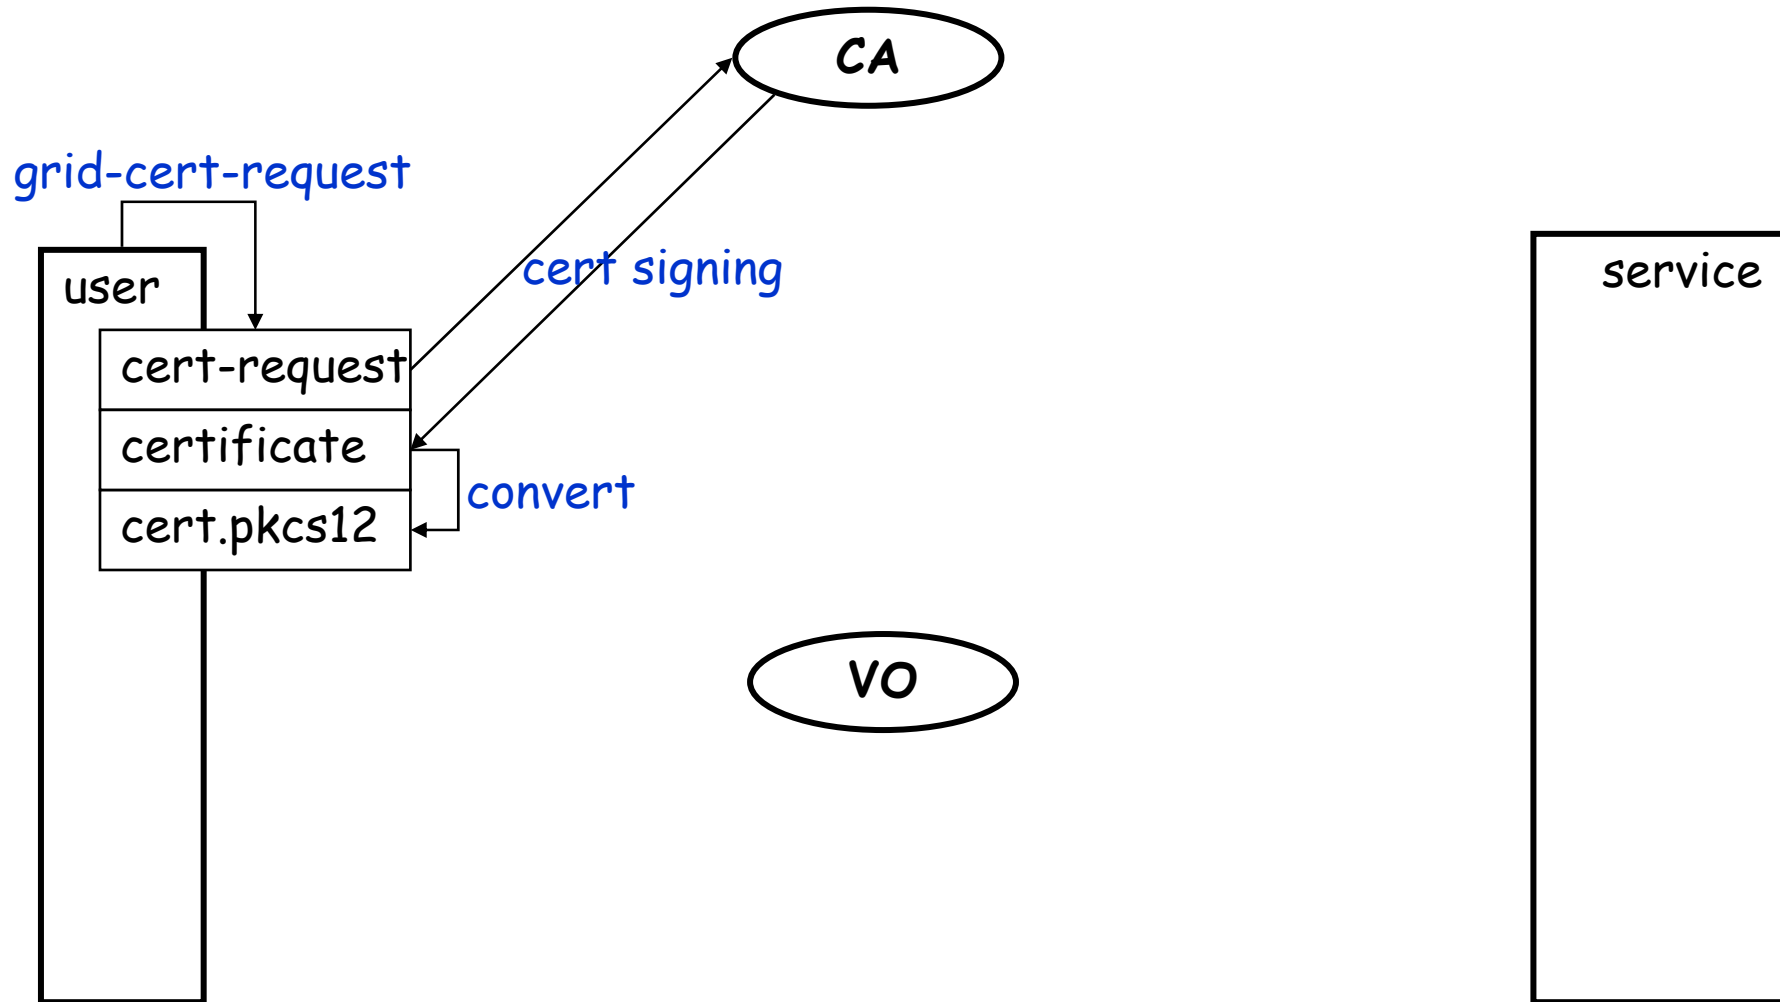 CA
grid-cert-request
cert signing
user
service
cert-request
certificate
convert
cert.pkcs12
VO